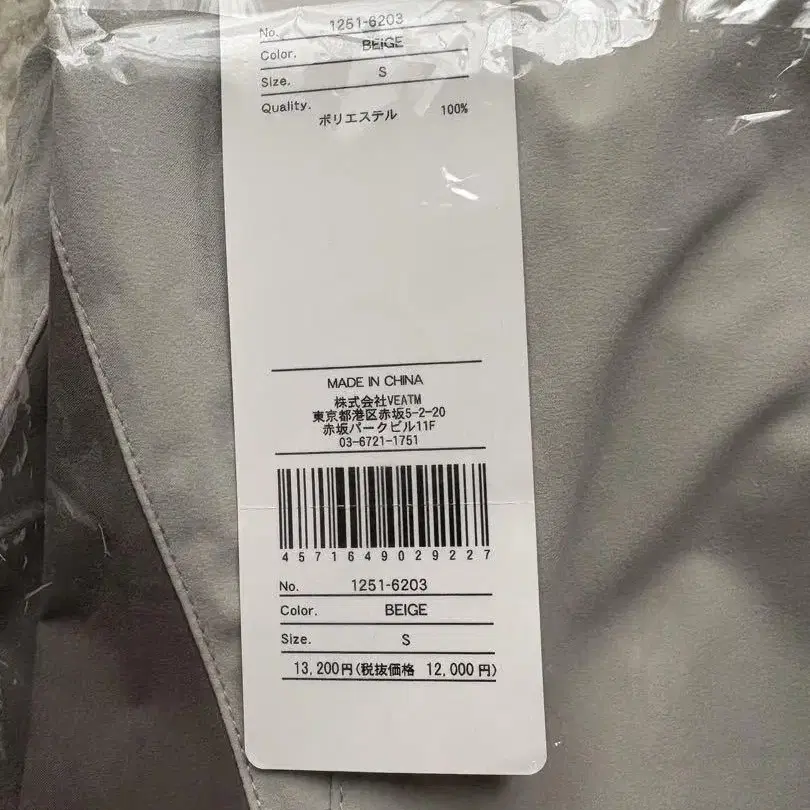 No. 1251-6203
Color. BEIGE
Size. S
Quality.
ポリエステル 100%
MADE IN CHINA
株式会社VEATM
東京都港区赤坂5-2-20
赤坂パークビル11F
03-6721-1751
4571649029227
No. 1251-6203
Color. BEIGE
Size. S
13,200円(税抜価格 12,000円)